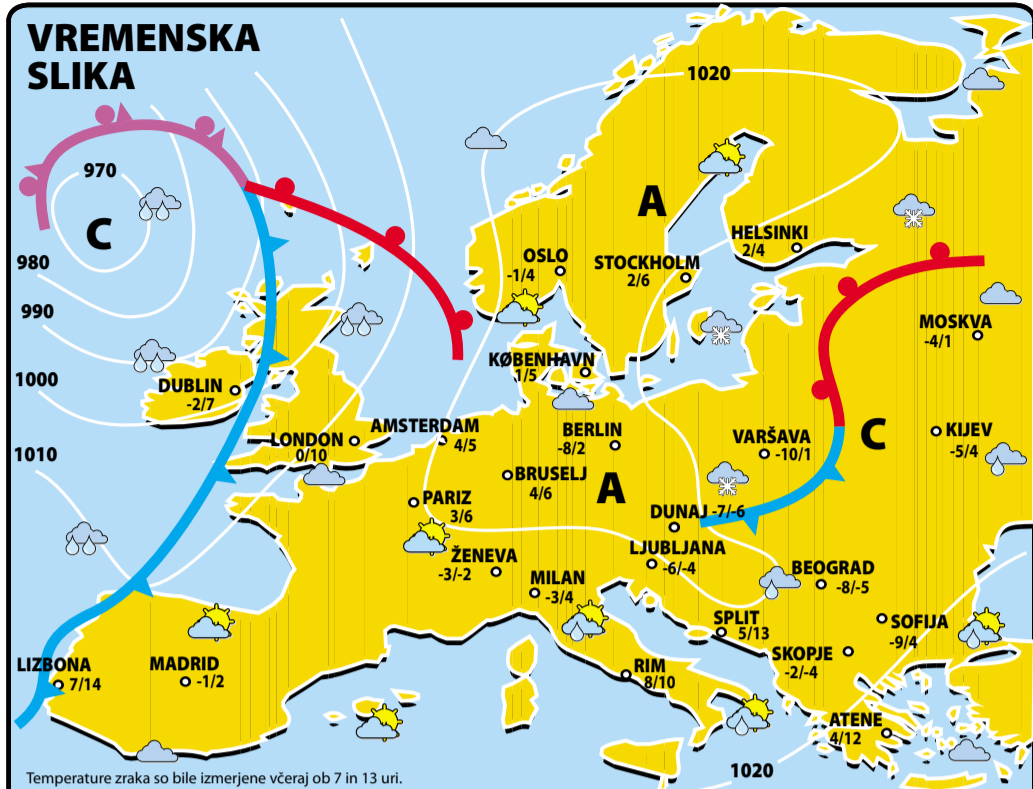 VREMENSKA
SLIKA
1020
970
C
A
HELSINKI
2/4
OSLO
-1/4
STOCKHOLM
2/6
980
990
MOSKVA
-4/1
KØBENHAVN
1/5
1000
DUBLIN
-2/7
AMSTERDAM
4/5
BERLIN
-8/2
LONDON
0/10
VARŠAVA
-10/1
C
KIJEV
-5/4
1010
BRUSELJ
4/6
A
PARIZ
3/6
DUNAJ -7/-6
LJUBLJANA
-6/-4
ŽENEVA
-3/-2
BEOGRAD
-8/-5
MILAN
-3/4
SPLIT
5/13
SOFIJA
-9/4
SKOPJE
-2/-4
LIZBONA
7/14
MADRID
-1/2
RIM
8/10
ATENE
4/12
1020
Temperature zraka so bile izmerjene včeraj ob 7 in 13 uri.